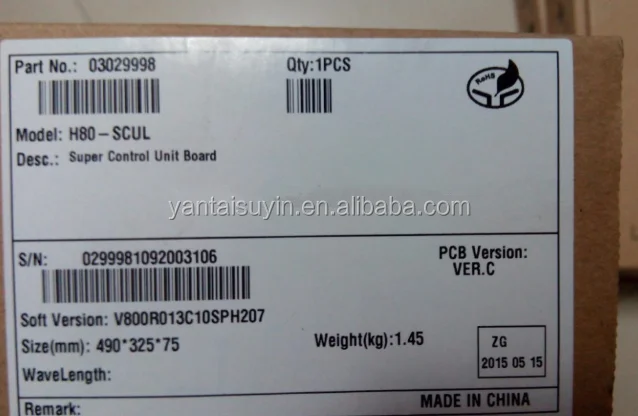 Part No.: 03029998
Qty:1PCS
RoHS
Model: H80-SCUL
Desc.: Super Control Unit Board
yantaisuyin.en.alibaba.com
S/N: 0299981092003106
PCB Version:
VER.C
Soft Version: V800R013C10SPH207
Size(mm): 490*325*75
Weight(kg):1.45
ZG
2015 05 15
WaveLength:
Remark:
MADE IN CHINA